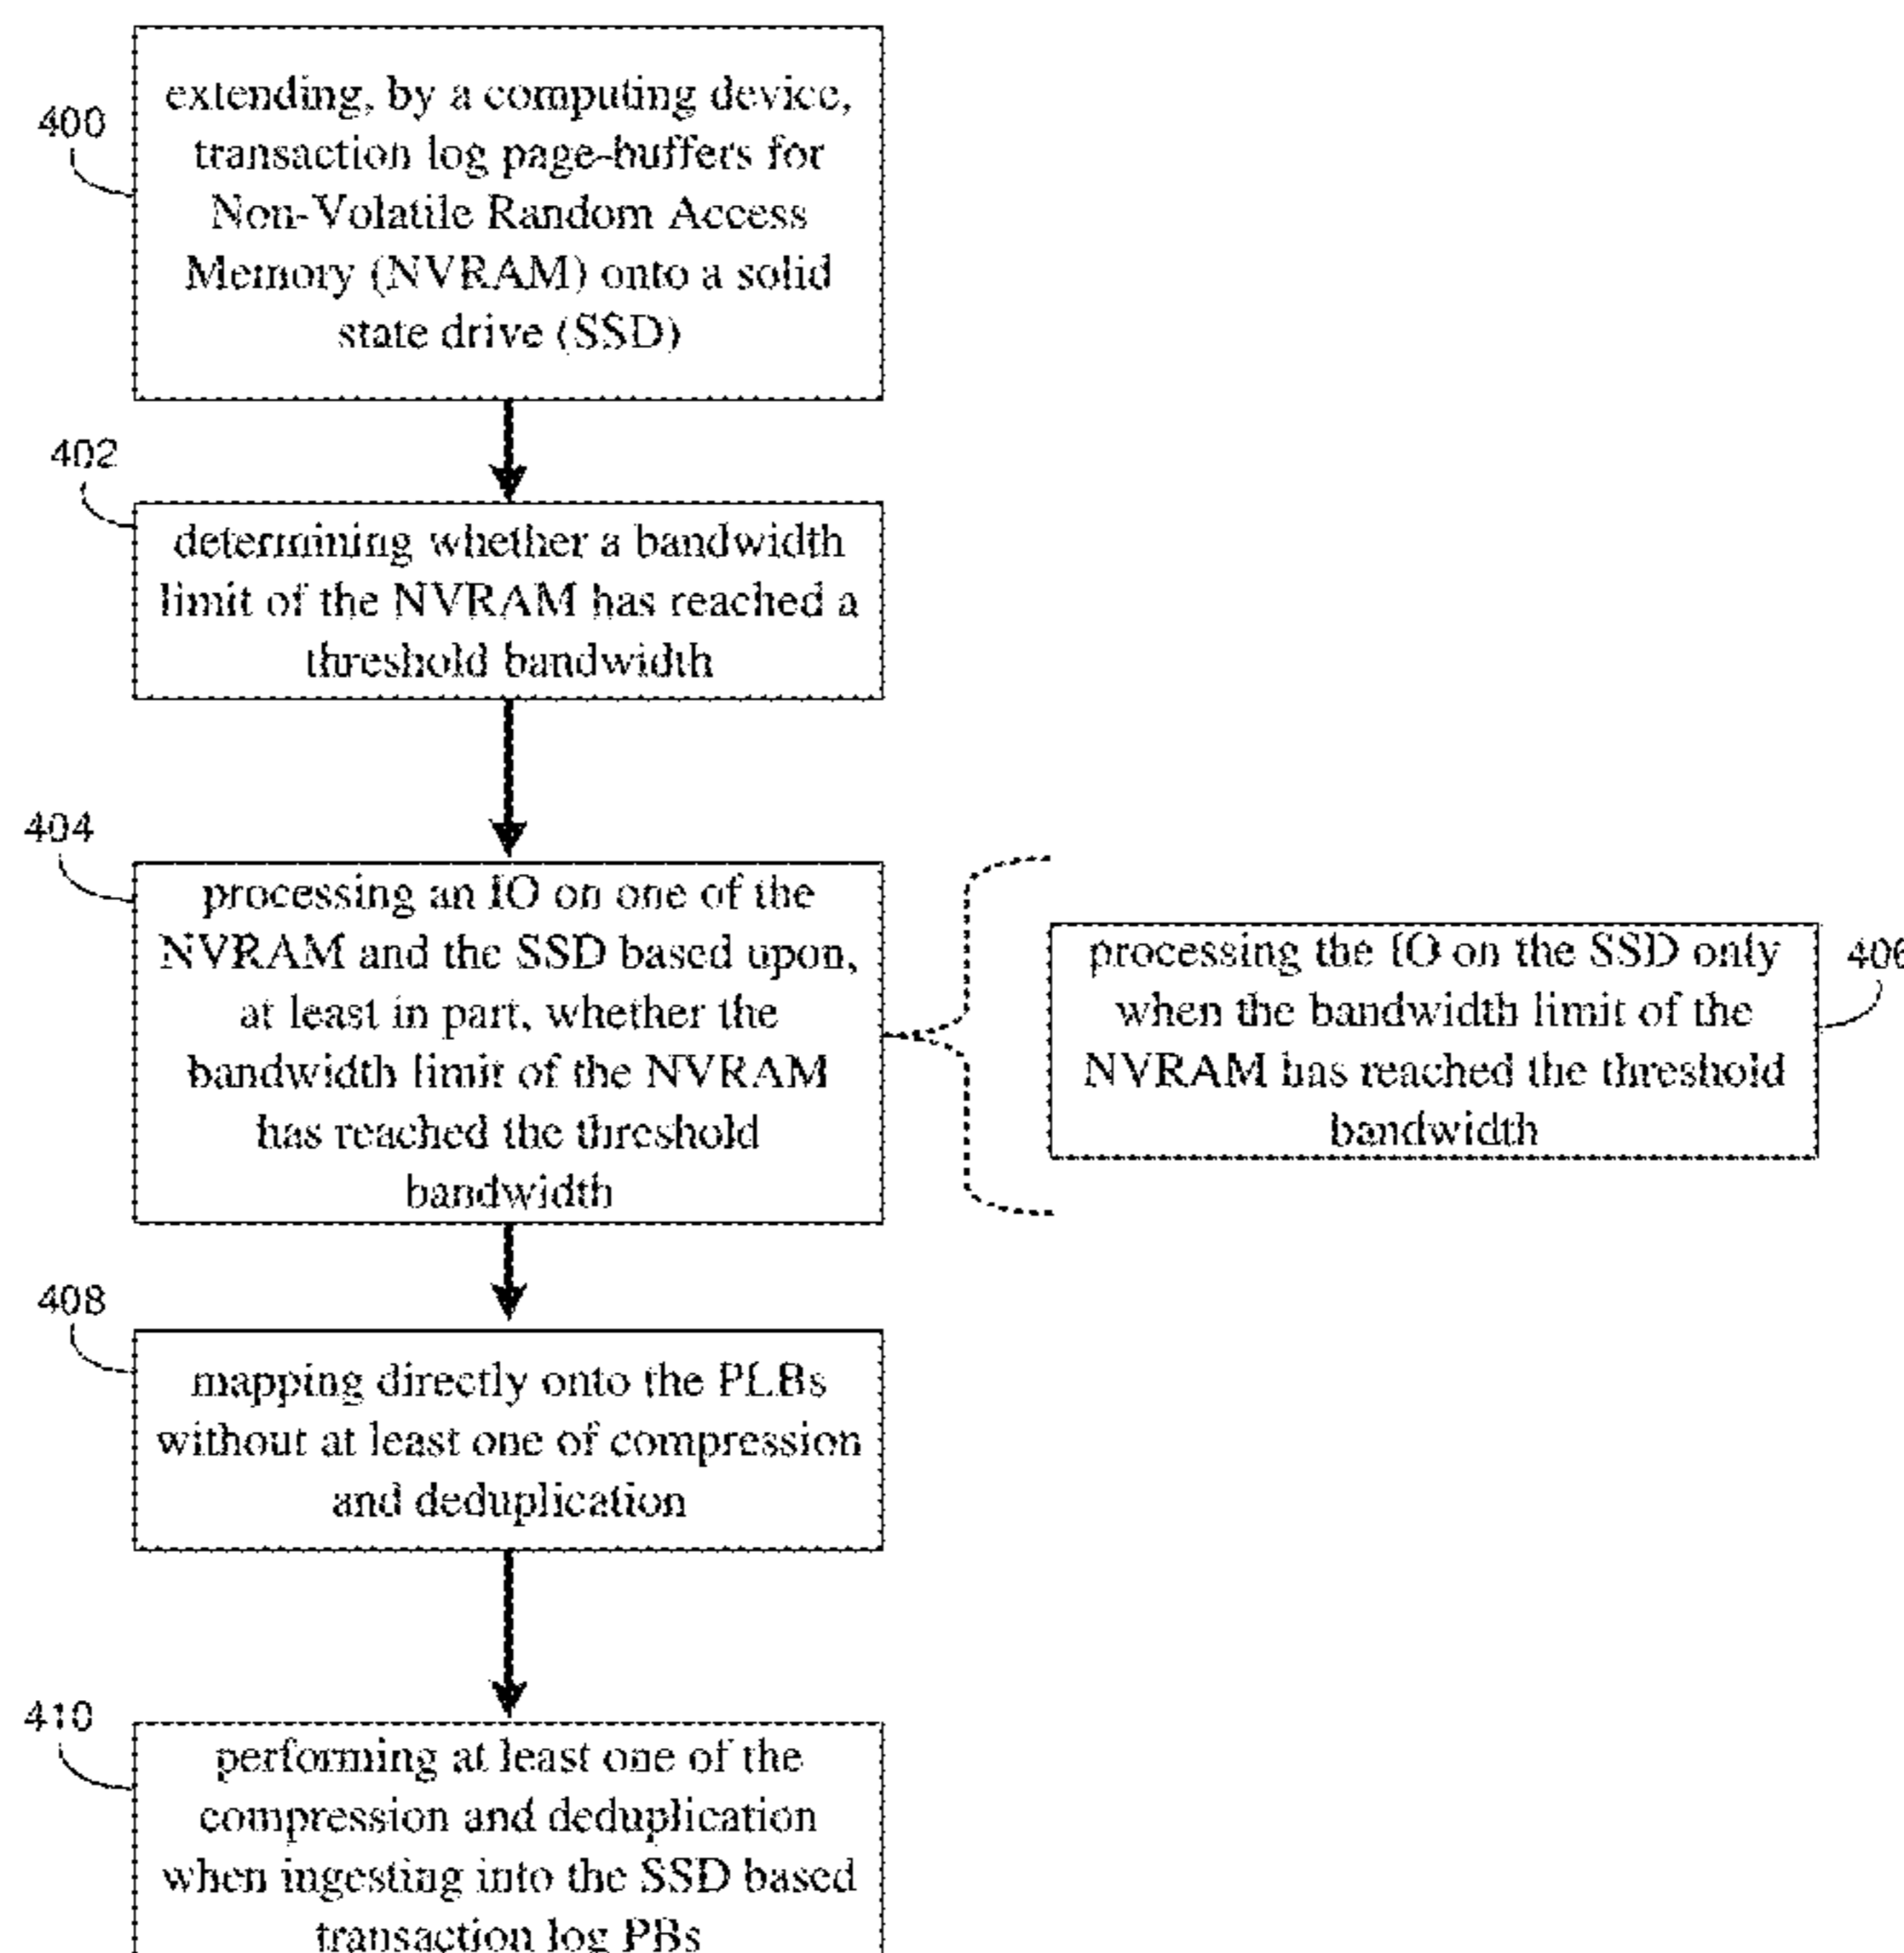 400
extending, by a computing device,
transaction log page-buffers for
Non-Volatile Random Access
Memory (NVRAM) onto a solid
state drive (SSD)
402
determining whether a bandwidth
limit of the NVRAM has reached a
threshold bandwidth
404
processing an IO on one of the
NVRAM and the SSD based upon,
at least in part, whether the
bandwidth limit of the NVRAM
has reached the threshold
bandwidth
processing the IO on the SSD only
when the bandwidth limit of the
NVRAM has reached the threshold
bandwidth
406
408
mapping directly onto the PLBs
without at least one of compression
and deduplication
410
performing at least one of the
compression and deduplication
when ingesting into the SSD based
transaction log PBs